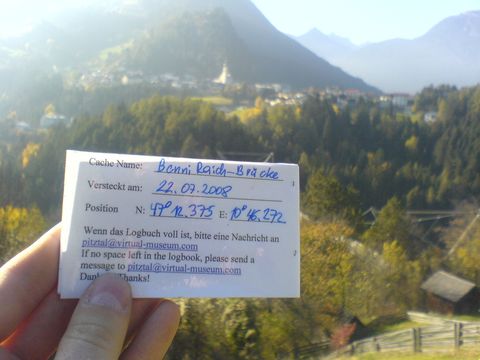 Cache Name: Benni Raich-Brücke
Versteckt am: 22.07.2008
Position N: 47° 12.375 E: 10° 46.272
Wenn das Logbuch voll ist, bitte eine Nachricht an
pitztal@virtual-museum.com
If no space left in the logbook, please send a
message to pitztal@virtual-museum.com
Thanks!